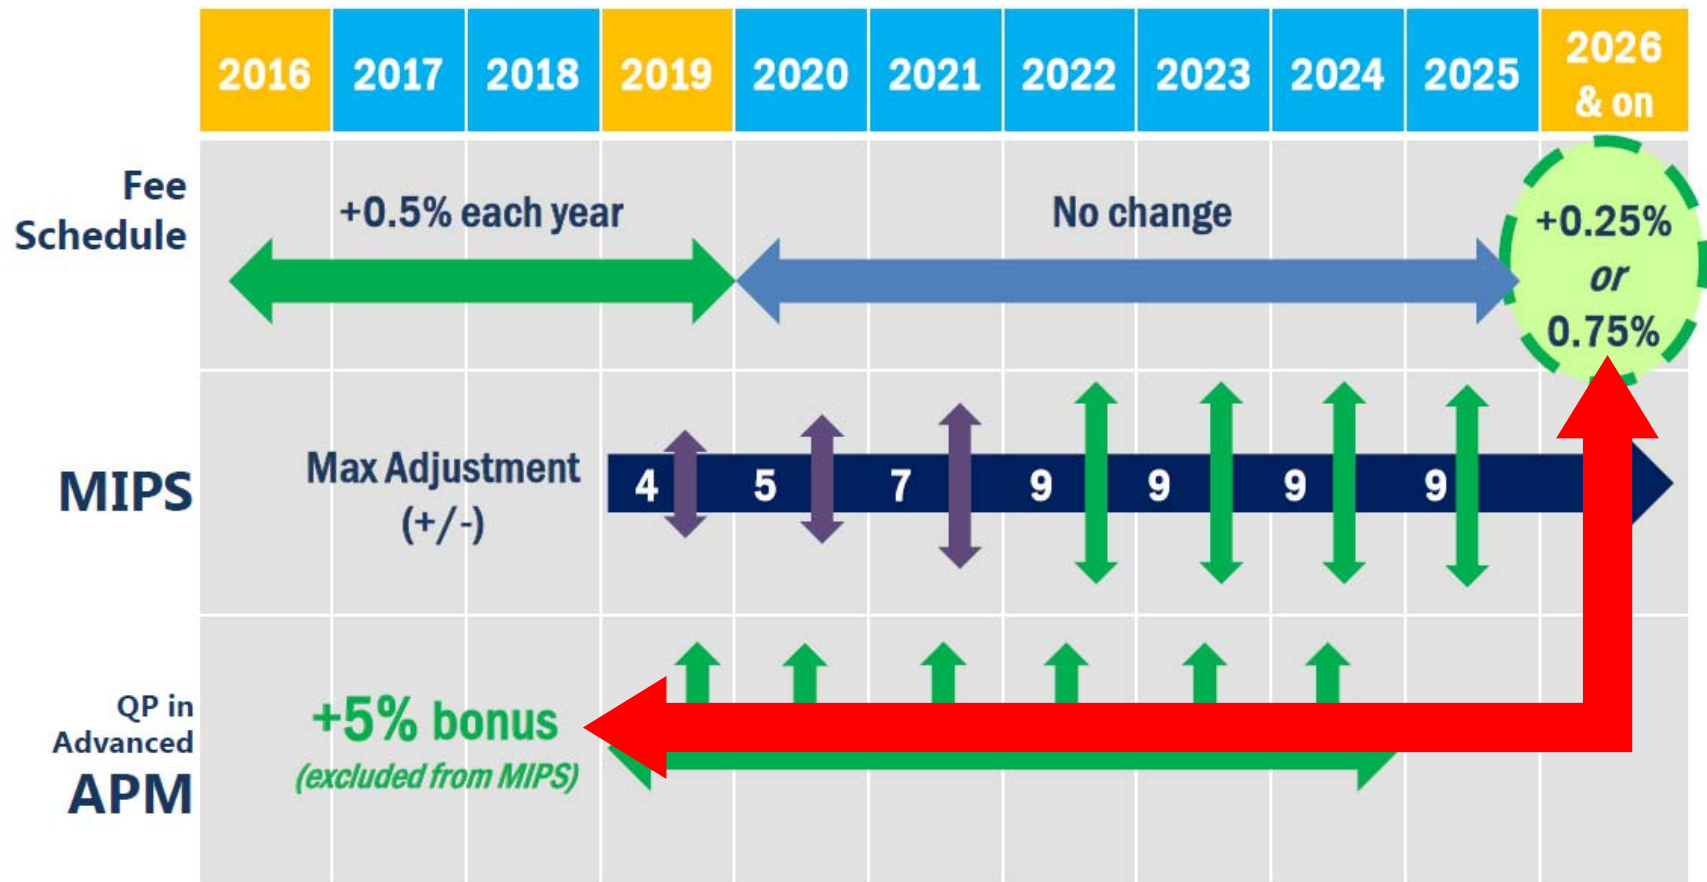 2016 2017 2018 2019 2020 2021 2022 2023 2024 2025 2026
& on
Fee
Schedule
+0.5% each year
No change
+0.25%
or
0.75%
MIPS
Max Adjustment
(+/-)
4 5 7 9 9 9 9
QP in
Advanced
APM
+5% bonus
(excluded from MIPS)